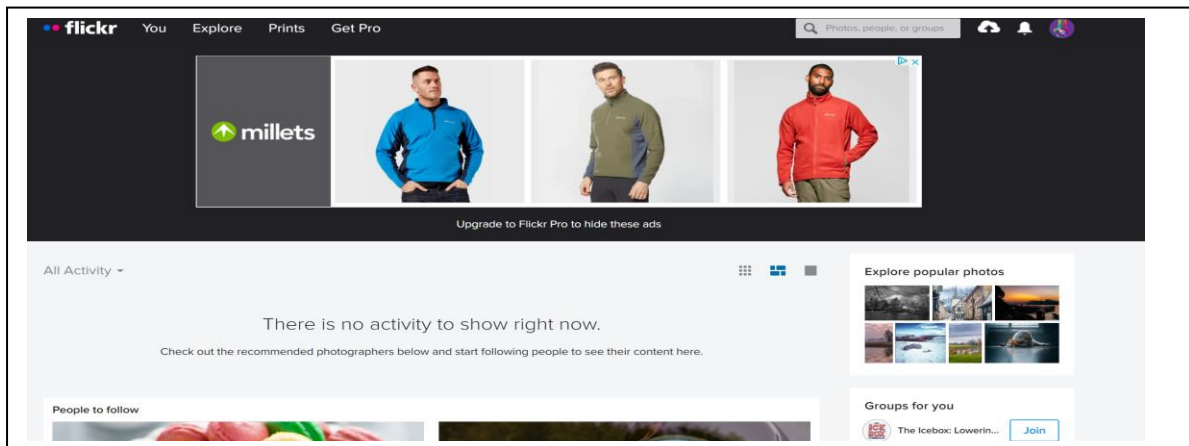 flickr You Explore Prints Get Pro Photos, people, or groups
millets
Upgrade to Flickr Pro to hide these ads
All Activity
Explore popular photos
There is no activity to show right now.
Check out the recommended photographers below and start following people to see their content here.
People to follow
Groups for you
ICE BOX
The Icebox: Lowerin... Join